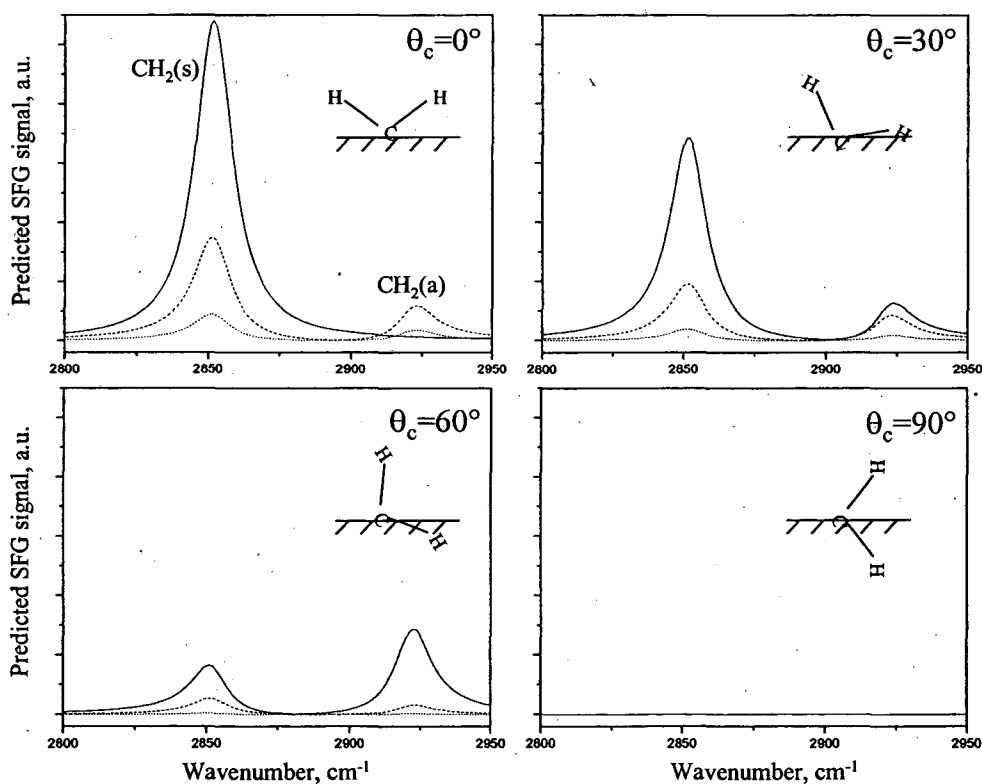 Predicted SFG signal, a.u.
θc=0°
CH2(s)
H
H
C
CH2(a)
2800
2850
2900
2950
θc=30°
H
C
H
2800
2850
2900
2950
Predicted SFG signal, a.u.
θc=60°
H
C
H
2800
2850
2900
2950
Wavenumber, cm-1
θc=90°
H
C
H
2800
2850
2900
2950
Wavenumber, cm-1